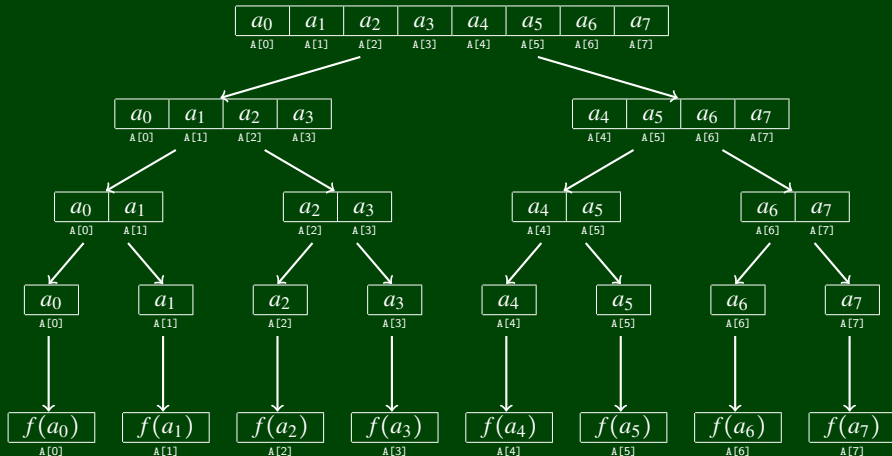 a₀ a₁ a₂ a₃ a₄ a₅ a₆ a₇
A[0] A[1] A[2] A[3] A[4] A[5] A[6] A[7]
a₀ a₁ a₂ a₃ a₄ a₅ a₆ a₇
A[0] A[1] A[2] A[3] A[4] A[5] A[6] A[7]
a₀ a₁ a₂ a₃ a₄ a₅ a₆ a₇
A[0] A[1] A[2] A[3] A[4] A[5] A[6] A[7]
a₀ a₁ a₂ a₃ a₄ a₅ a₆ a₇
A[0] A[1] A[2] A[3] A[4] A[5] A[6] A[7]
f(a₀) f(a₁) f(a₂) f(a₃) f(a₄) f(a₅) f(a₆) f(a₇)
A[0] A[1] A[2] A[3] A[4] A[5] A[6] A[7]